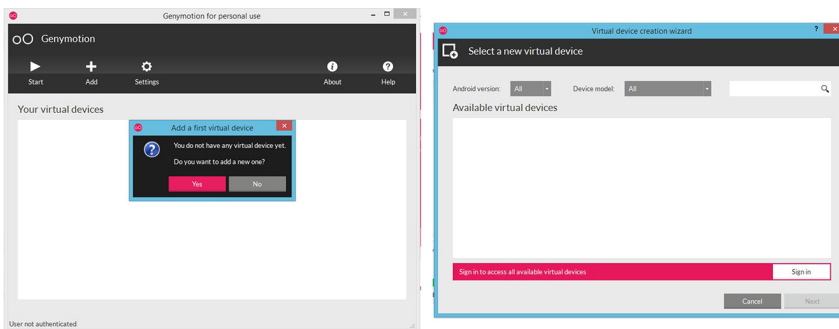 Genymotion for personal use
Genymotion
Start Add Settings About Help
Your virtual devices
Add a first virtual device
You do not have any virtual device yet.
Do you want to add a new one?
Yes No
User not authenticated
Virtual device creation wizard
Select a new virtual device
Android version: All Device model: All
Available virtual devices
Sign in to access all available virtual devices Sign in
Cancel Next